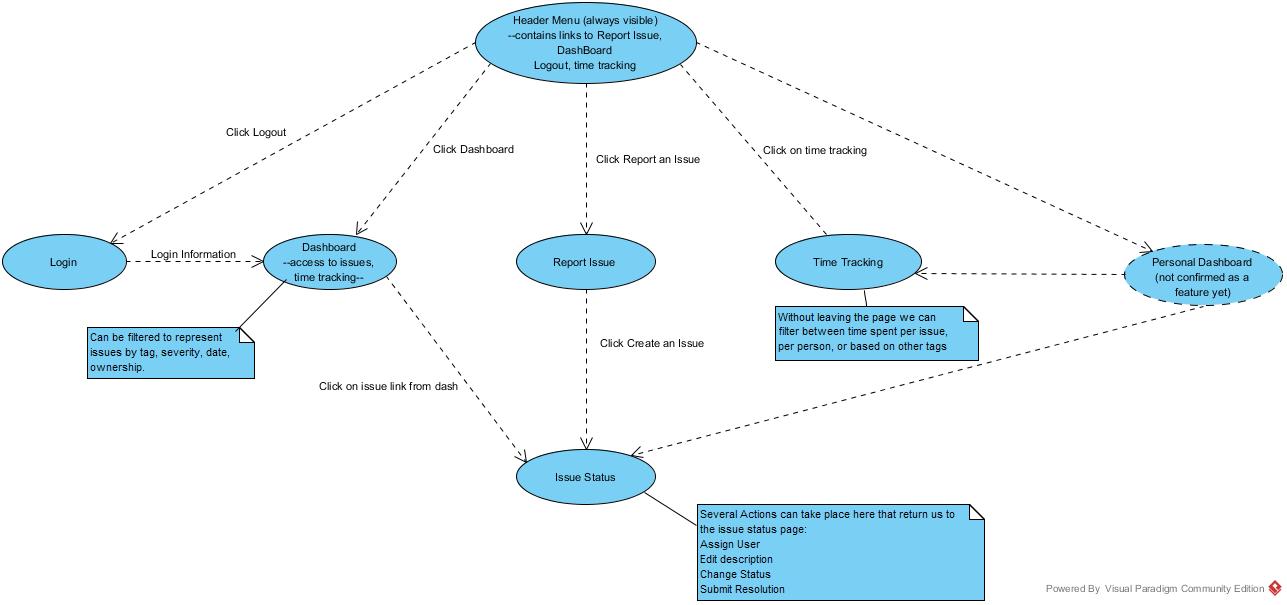 Header Menu (always visible)
--contains links to Report Issue,
DashBoard
Logout, time tracking
Click Logout
Click Dashboard
Click Report an Issue
Click on time tracking
Login
Login Information
Dashboard
--access to issues,
time tracking--
Report Issue
Time Tracking
Personal Dashboard
(not confirmed as a
feature yet)
Can be filtered to represent
issues by tag, severity, date,
ownership.
Without leaving the page we can
filter between time spent per issue,
per person, or based on other tags
Click Create an Issue
Click on issue link from dash
Issue Status
Several Actions can take place here that return us to
the issue status page:
Assign User
Edit description
Change Status
Submit Resolution
Powered By Visual Paradigm Community Edition